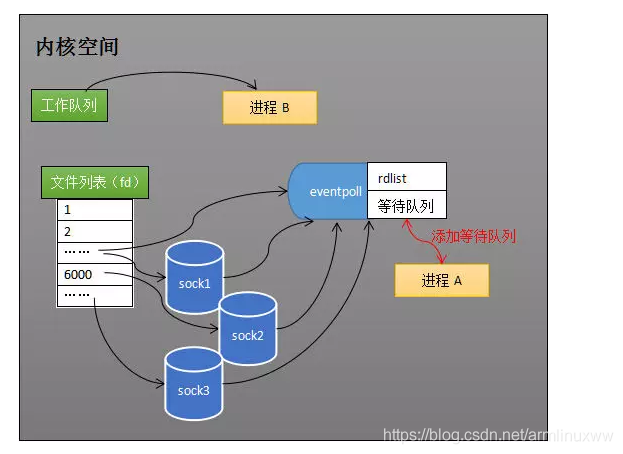 内核空间
工作队列
进程 B
文件列表（fd）
1
2
……
6000
……
eventpoll
rdlist
等待队列
添加等待队列
进程 A
sock1
sock2
sock3
https://blog.csdn.net/armlinuxww